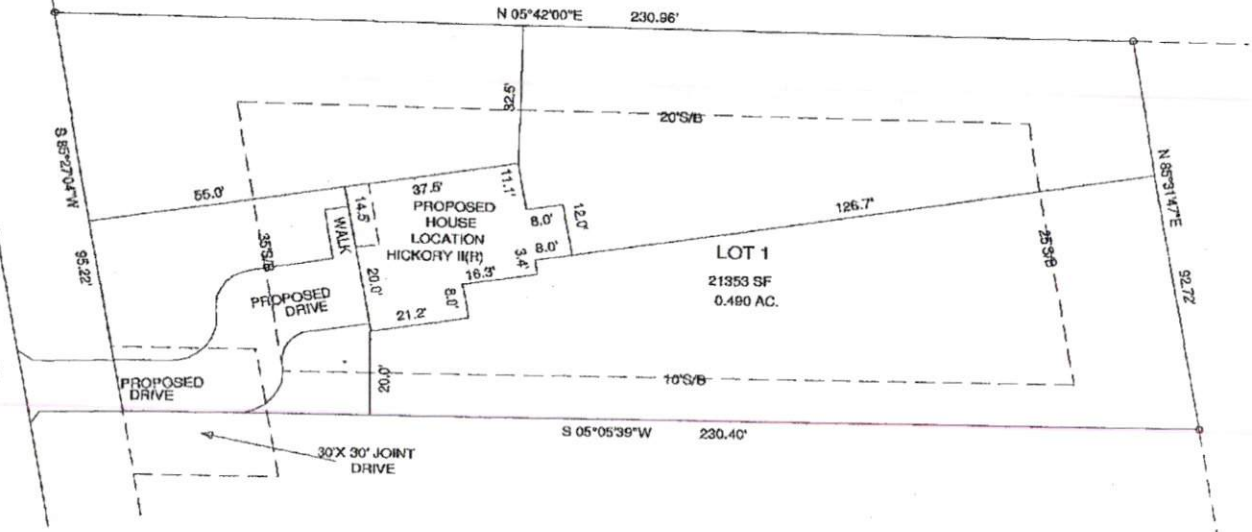 N 05°42'00"E 230.96'
32.5'
20'S/B
S 85°27'04"W
95.22'
55.0'
35'S/B
WALK
14.5'
37.5'
11.1'
PROPOSED
HOUSE
LOCATION
HICKORY II(R)
8.0'
12.0'
8.0'
3.4'
16.3'
8.0'
21.2'
20.0'
126.7'
N 85°31'47"E
92.72
25'S/B
LOT 1
21353 SF
0.490 AC.
PROPOSED
DRIVE
PROPOSED
DRIVE
20.0'
10'S/B
S 05°05'39"W 230.40'
30'X 30' JOINT
DRIVE